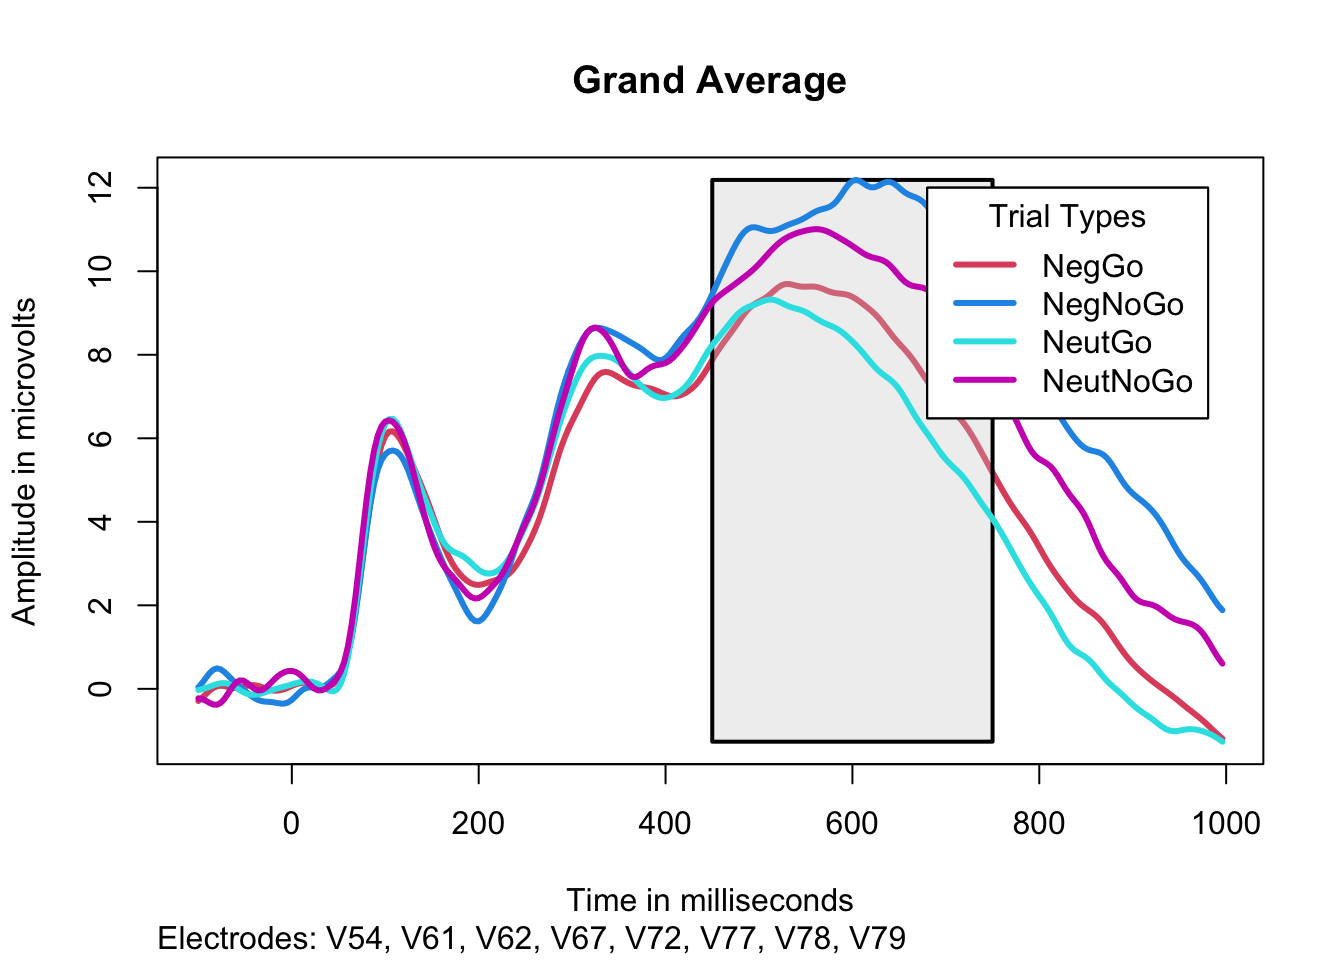 Grand Average
Amplitude in microvolts
12
10
8
6
4
2
0
Trial Types
NegGo
NegNoGo
NeutGo
NeutNoGo
0 200 400 600 800 1000
Time in milliseconds
Electrodes: V54, V61, V62, V67, V72, V77, V78, V79